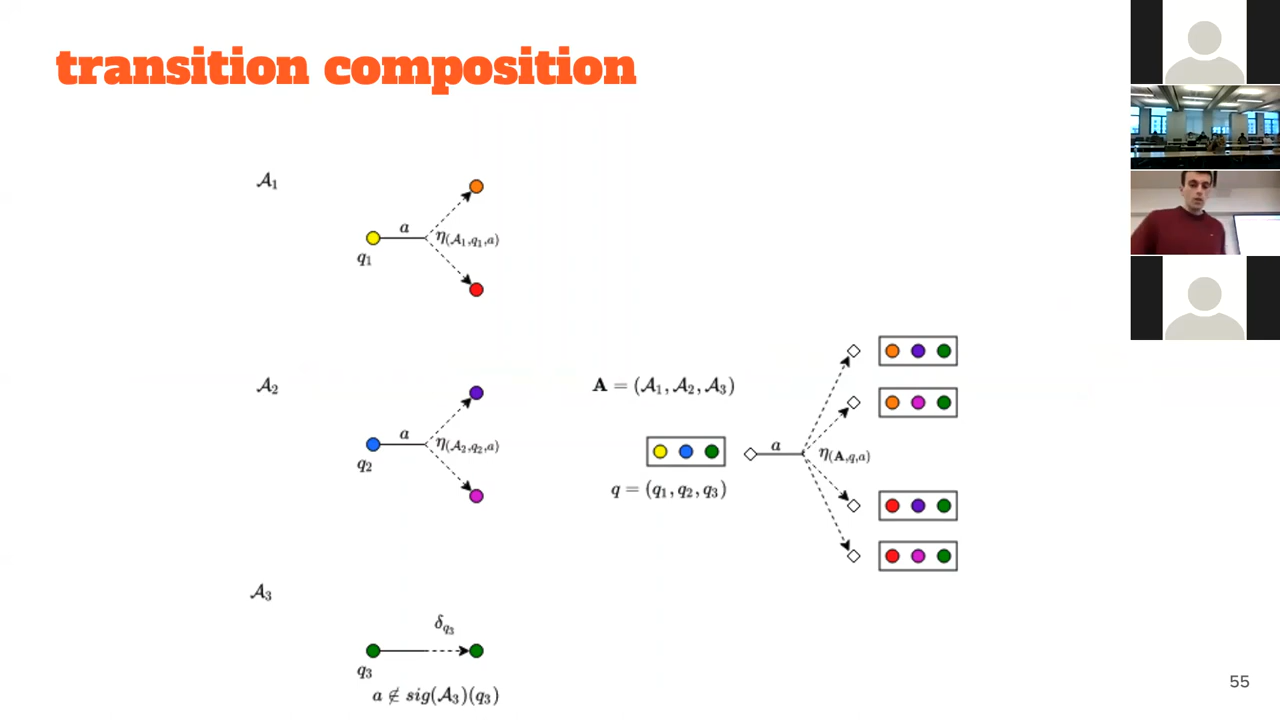 transition composition
𝒜₁
a
η(𝒜₁,q₁,a)
q₁
𝒜₂
a
η(𝒜₂,q₂,a)
q₂
𝐀 = (𝒜₁, 𝒜₂, 𝒜₃)
a
η(𝐀,q,a)
q = (q₁, q₂, q₃)
𝒜₃
δq₃
q₃
a ∉ sig(𝒜₃)(q₃)
55